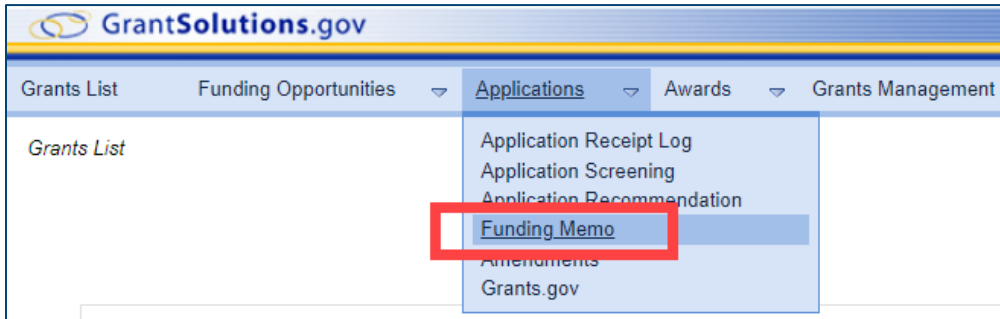 GrantSolutions.gov
Grants List Funding Opportunities Applications Awards Grants Management
Grants List
Application Receipt Log
Application Screening
Application Recommendation
Funding Memo
Amendments
Grants.gov